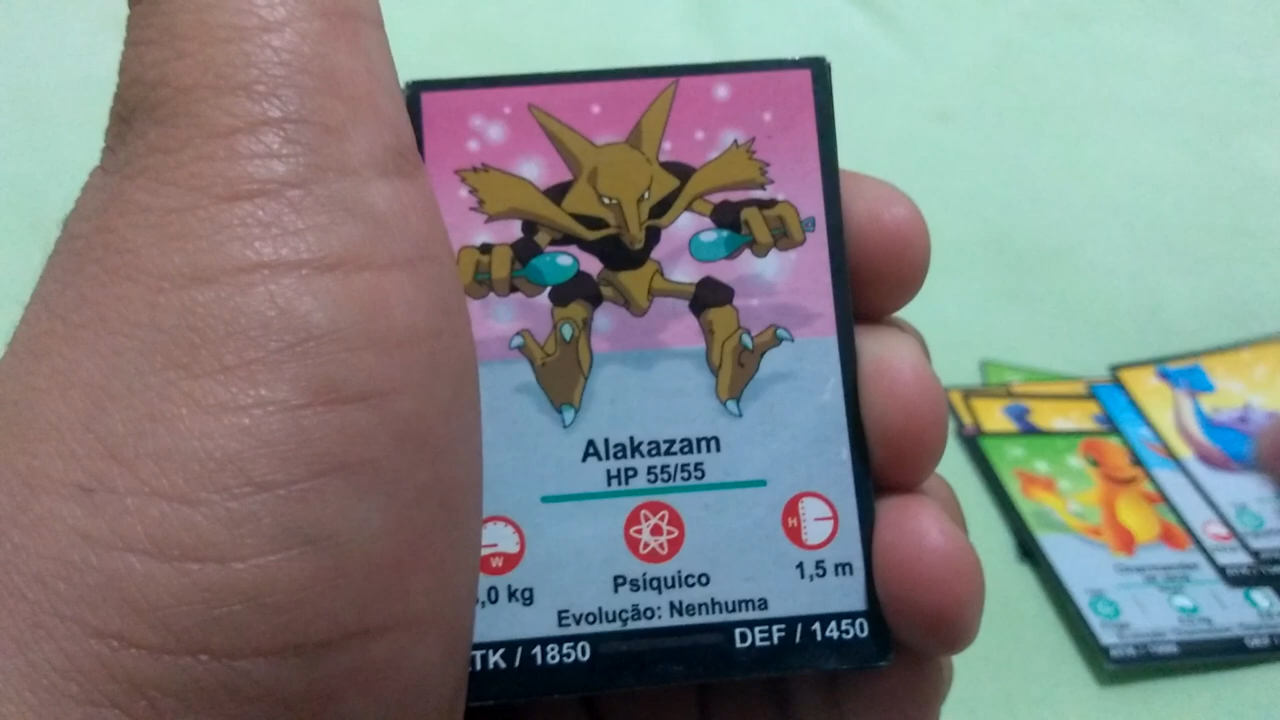 Alakazam
HP 55/55
W
H
,0 kg
Psíquico
1,5 m
Evolução: Nenhuma
TK / 1850
DEF / 1450